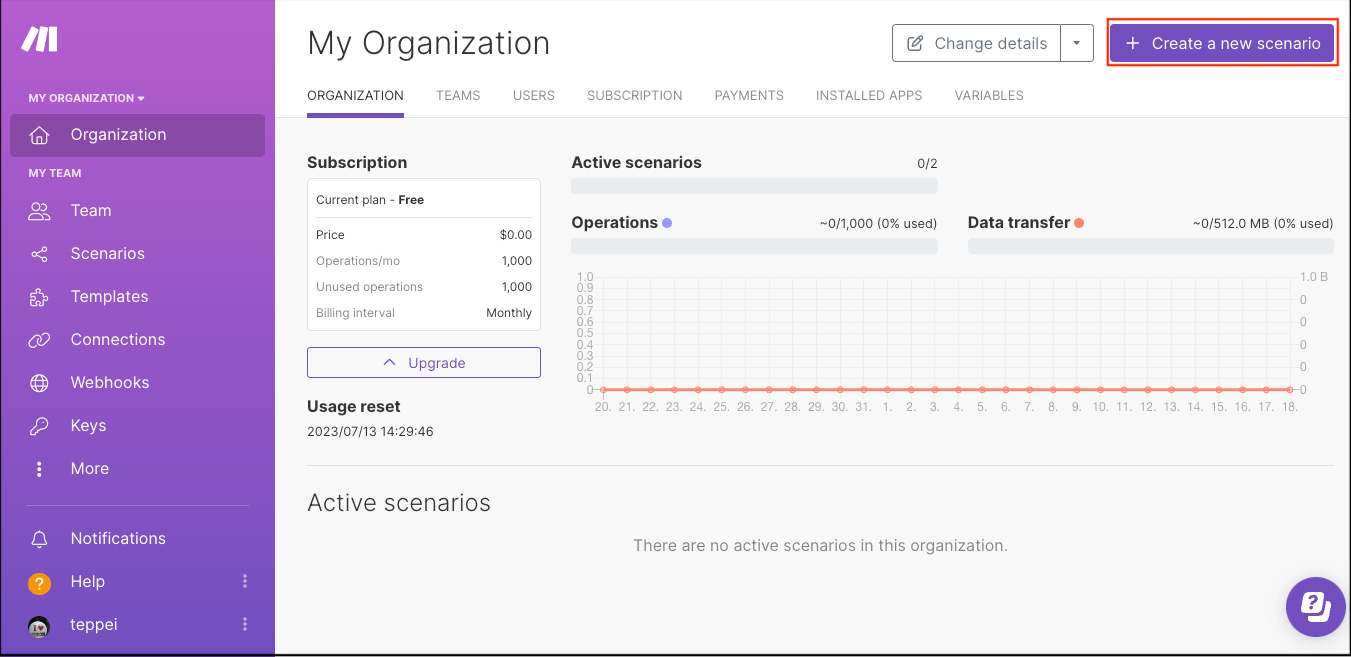 MY ORGANIZATION
Organization
MY TEAM
Team
Scenarios
Templates
Connections
Webhooks
Keys
More
Notifications
? Help
teppei
My Organization
Change details
+ Create a new scenario
ORGANIZATION TEAMS USERS SUBSCRIPTION PAYMENTS INSTALLED APPS VARIABLES
Subscription
Current plan - Free
Price $0.00
Operations/mo 1,000
Unused operations 1,000
Billing interval Monthly
Upgrade
Usage reset
2023/07/13 14:29:46
Active scenarios 0/2
Operations ~0/1,000 (0% used)
Data transfer ~0/512.0 MB (0% used)
1.0
0.9
0.8
0.7
0.6
0.5
0.4
0.3
0.2
0.1
0
1.0 B
0
0
0
0
0
20. 21. 22. 23. 24. 25. 26. 27. 28. 29. 30. 31. 1. 2. 3. 4. 5. 6. 7. 8. 9. 10. 11. 12. 13. 14. 15. 16. 17. 18.
Active scenarios
There are no active scenarios in this organization.
?